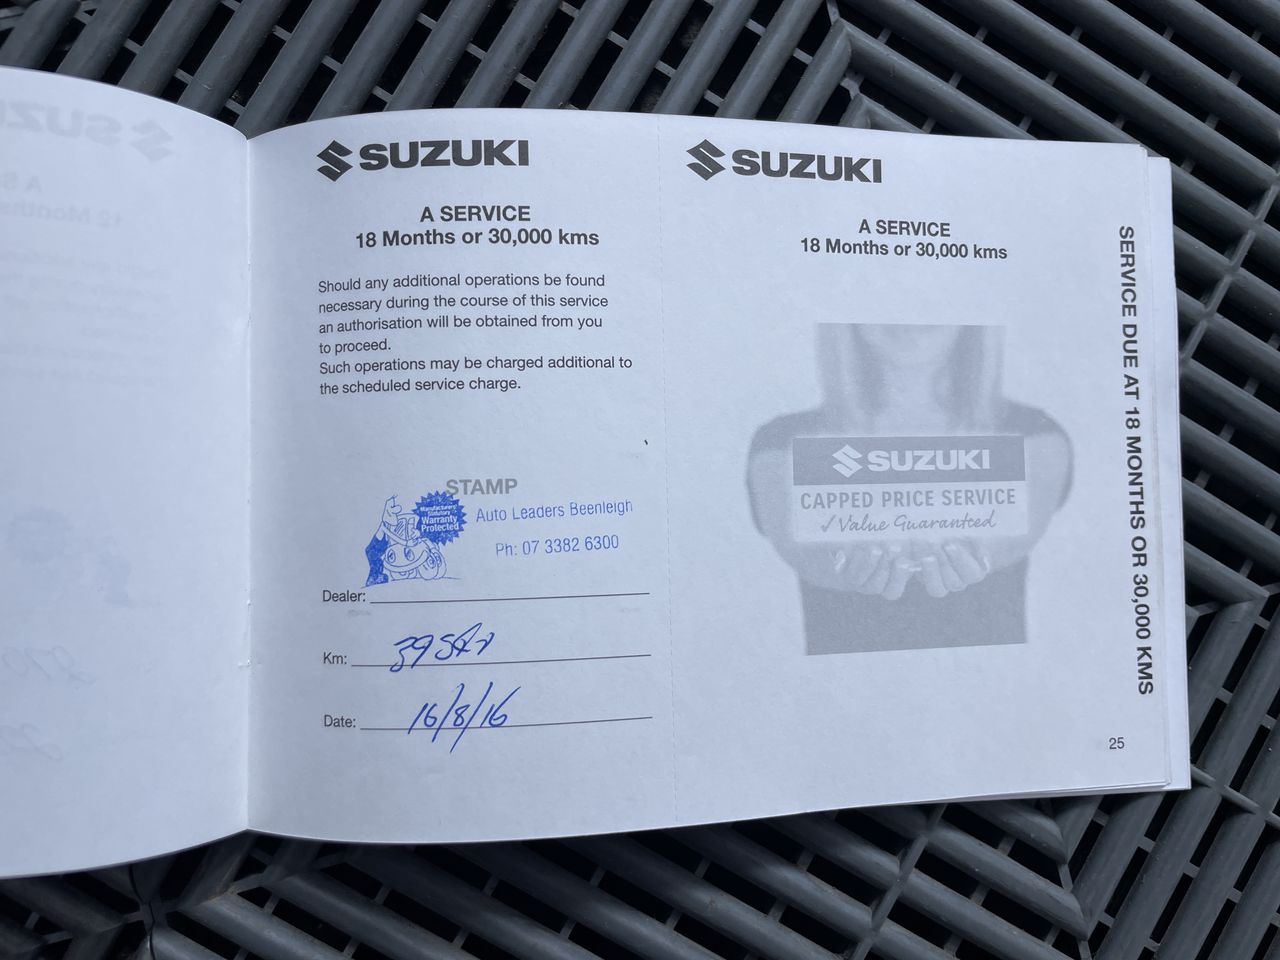 SUZUKI
A SERVICE
18 Months or 30,000 kms
Should any additional operations be found
necessary during the course of this service
an authorisation will be obtained from you
to proceed.
Such operations may be charged additional to
the scheduled service charge.
STAMP
Manufacturers
Statutory
Warranty
Protected
Auto Leaders Beenleigh
Ph: 07 3382 6300
Dealer:
Km:
Date: 16/8/16
SUZUKI
A SERVICE
18 Months or 30,000 kms
SUZUKI
CAPPED PRICE SERVICE
✓ Value Guaranteed
SERVICE DUE AT 18 MONTHS OR 30,000 KMS
25